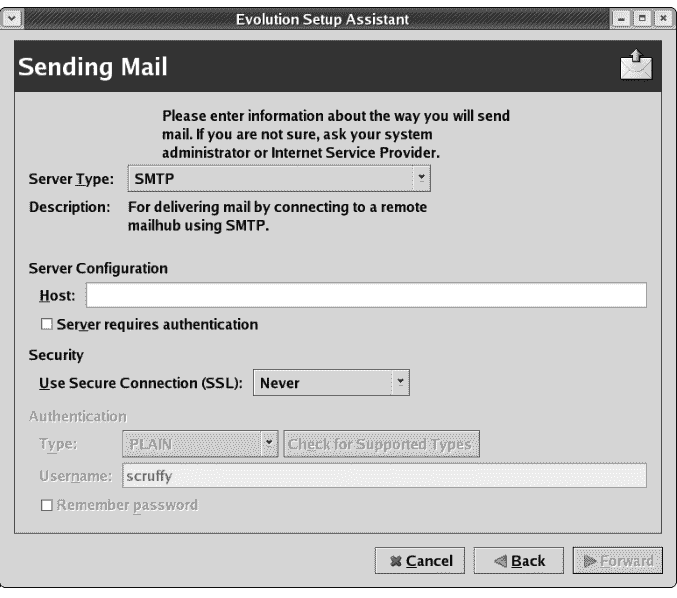 Evolution Setup Assistant
Sending Mail
Please enter information about the way you will send
mail. If you are not sure, ask your system
administrator or Internet Service Provider.
Server Type: SMTP
Description: For delivering mail by connecting to a remote
mailhub using SMTP.
Server Configuration
Host:
Server requires authentication
Security
Use Secure Connection (SSL): Never
Authentication
Type: PLAIN Check for Supported Types
Username: scruffy
Remember password
Cancel Back Forward